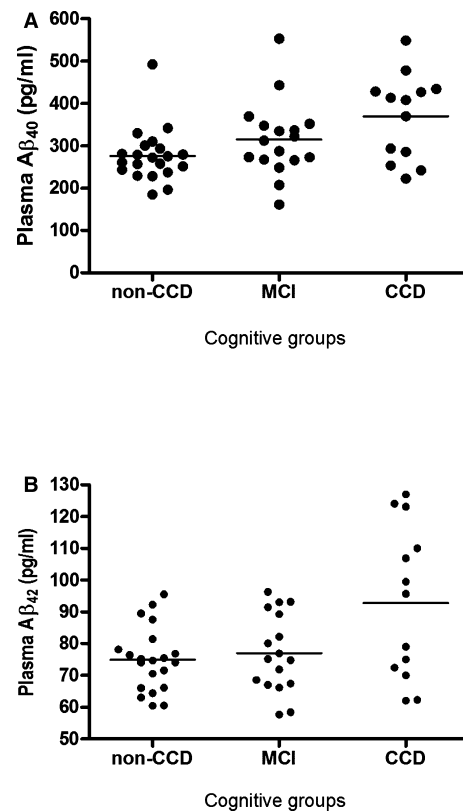 A
Plasma Aβ40 (pg/ml)
600
500
400
300
200
100
0
non-CCD MCI CCD
Cognitive groups
B
Plasma Aβ42 (pg/ml)
130
120
110
100
90
80
70
60
50
non-CCD MCI CCD
Cognitive groups